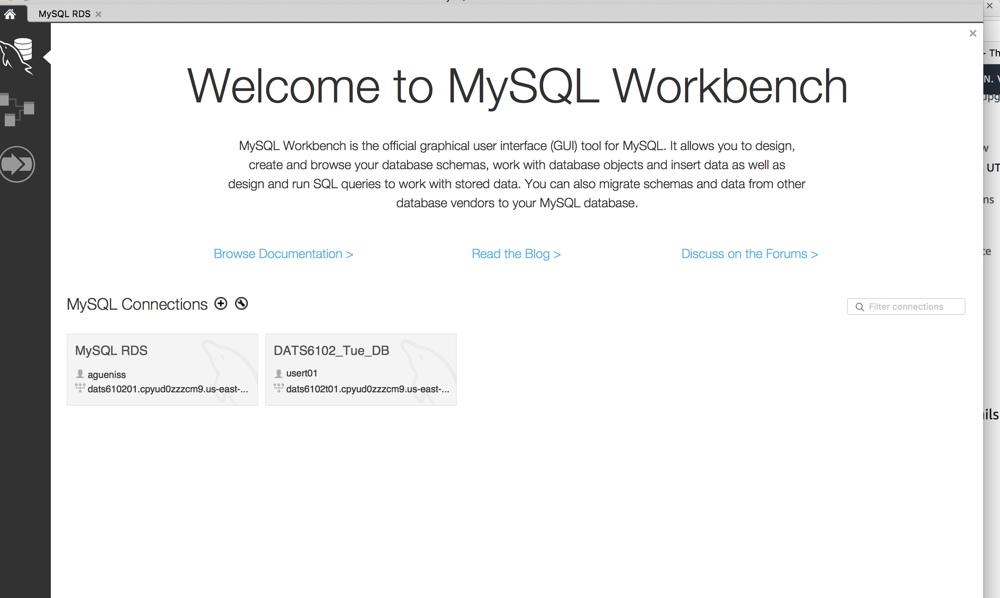 MySQL RDS
Welcome to MySQL Workbench
MySQL Workbench is the official graphical user interface (GUI) tool for MySQL. It allows you to design,
create and browse your database schemas, work with database objects and insert data as well as
design and run SQL queries to work with stored data. You can also migrate schemas and data from other
database vendors to your MySQL database.
Browse Documentation >
Read the Blog >
Discuss on the Forums >
MySQL Connections
Filter connections
MySQL RDS
agueniss
dats610201.cpyud0zzzcm9.us-east-...
DATS6102_Tue_DB
usert01
dats6102t01.cpyud0zzzcm9.us-east-...
- Th
N.
UT